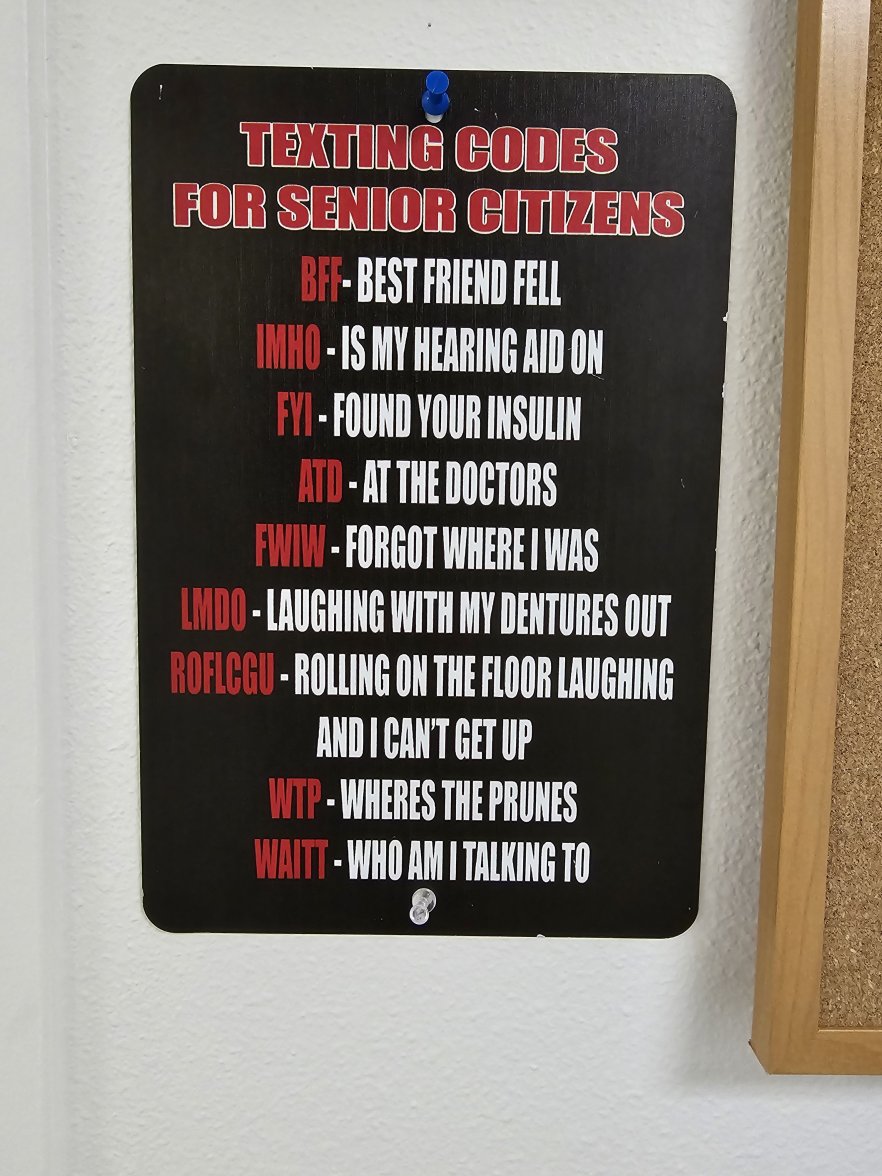 TEXTING CODES
FOR SENIOR CITIZENS
BFF- BEST FRIEND FELL
IMHO - IS MY HEARING AID ON
FYI - FOUND YOUR INSULIN
ATD - AT THE DOCTORS
FWIW - FORGOT WHERE I WAS
LMDO - LAUGHING WITH MY DENTURES OUT
ROFLCGU - ROLLING ON THE FLOOR LAUGHING
AND I CAN'T GET UP
WTP - WHERES THE PRUNES
WAITT - WHO AM I TALKING TO